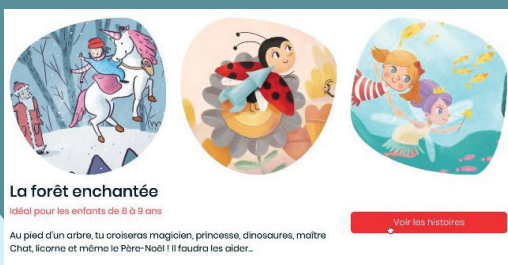 La forêt enchantée
Idéal pour les enfants de 8 à 9 ans
Voir les histoires
Au pied d'un arbre, tu croiseras magicien, princesse, dinosaures, maître
Chat, licorne et même le Père-Noël ! Il faudra les aider...